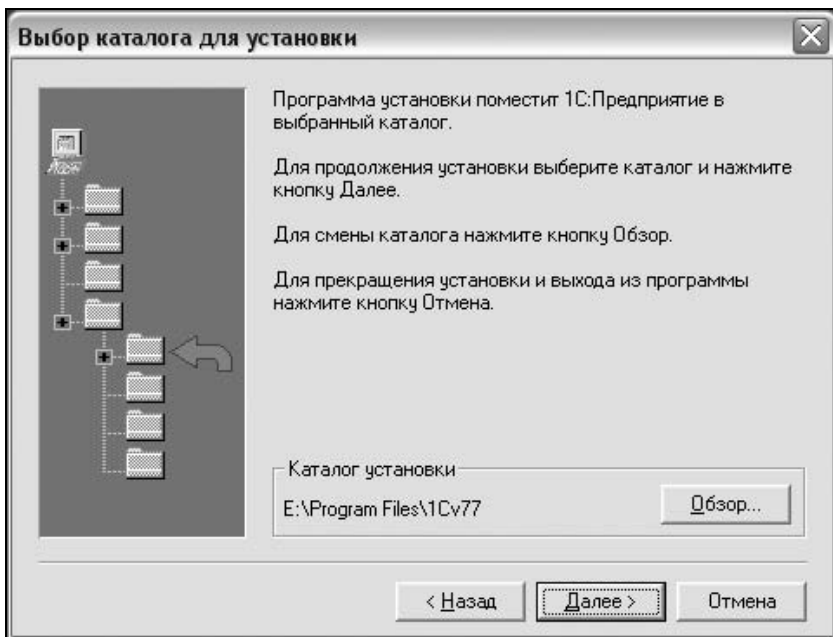 Выбор каталога для установки
Программа установки поместит 1С:Предприятие в
выбранный каталог.
Для продолжения установки выберите каталог и нажмите
кнопку Далее.
Для смены каталога нажмите кнопку Обзор.
Для прекращения установки и выхода из программы
нажмите кнопку Отмена.
Каталог установки
E:\Program Files\1Cv77
Обзор...
< Назад
Далее >
Отмена